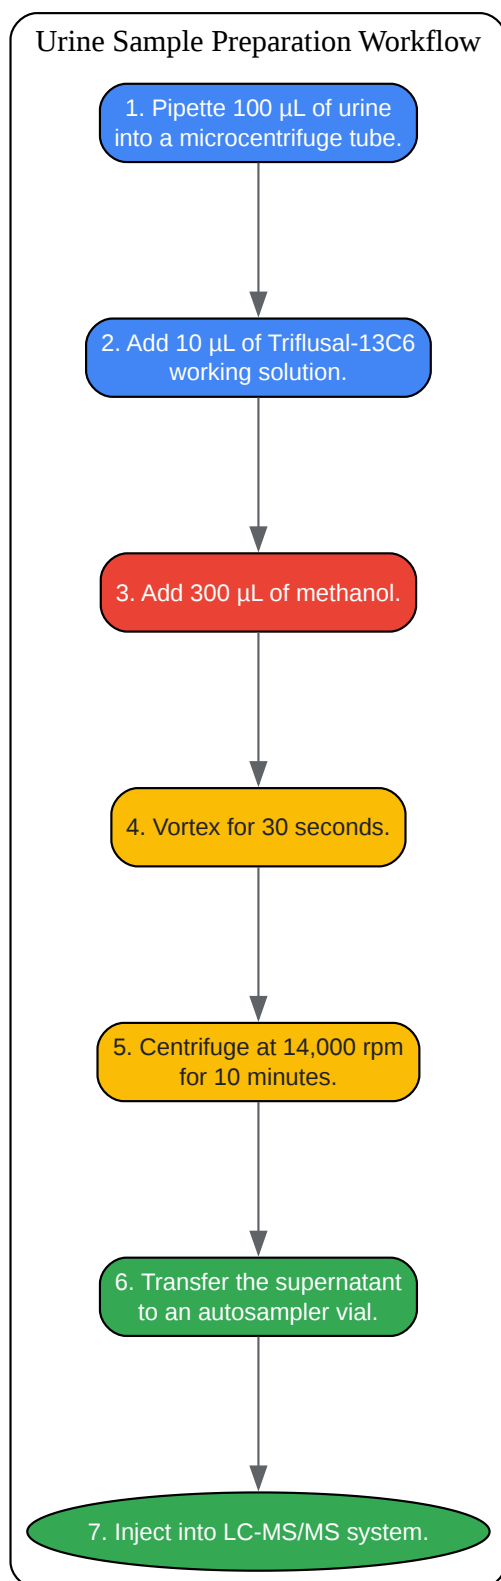 Urine Sample Preparation Workflow
1. Pipette 100 µL of urine
into a microcentrifuge tube.
2. Add 10 µL of Triflusal-13C6
working solution.
3. Add 300 µL of methanol.
4. Vortex for 30 seconds.
5. Centrifuge at 14,000 rpm
for 10 minutes.
6. Transfer the supernatant
to an autosampler vial.
7. Inject into LC-MS/MS system.